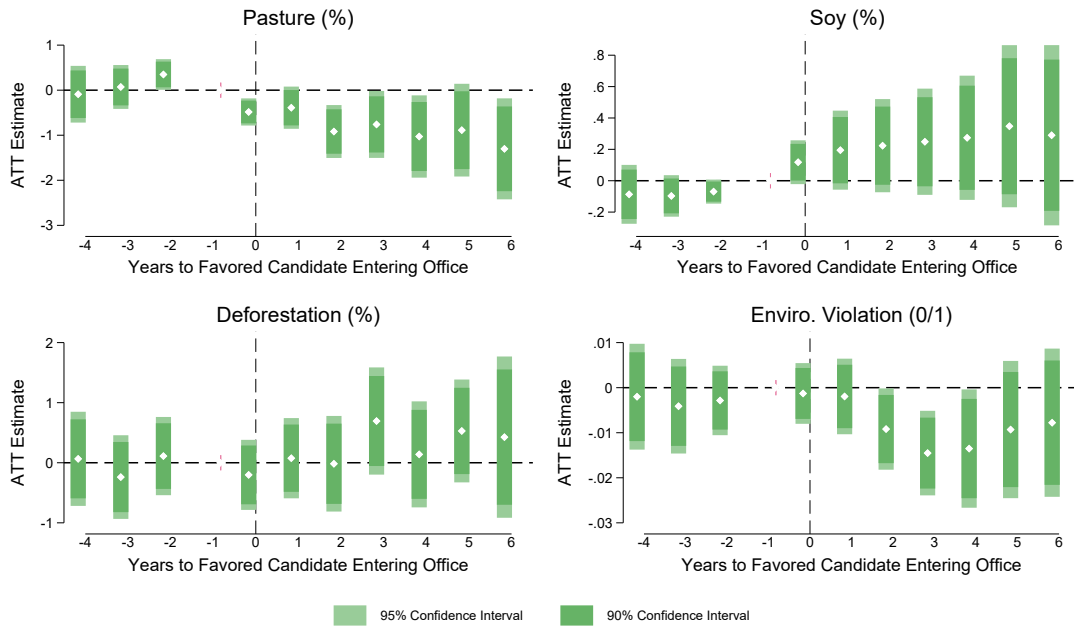 Pasture (%)
ATT Estimate
1
0
-1
-2
-3
-4 -3 -2 -1 0 1 2 3 4 5 6
Years to Favored Candidate Entering Office
Soy (%)
ATT Estimate
.8
.6
.4
.2
0
-.2
-4 -3 -2 -1 0 1 2 3 4 5 6
Years to Favored Candidate Entering Office
Deforestation (%)
ATT Estimate
2
1
0
-1
-4 -3 -2 -1 0 1 2 3 4 5 6
Years to Favored Candidate Entering Office
Enviro. Violation (0/1)
ATT Estimate
.01
0
-.01
-.02
-.03
-4 -3 -2 -1 0 1 2 3 4 5 6
Years to Favored Candidate Entering Office
95% Confidence Interval 90% Confidence Interval